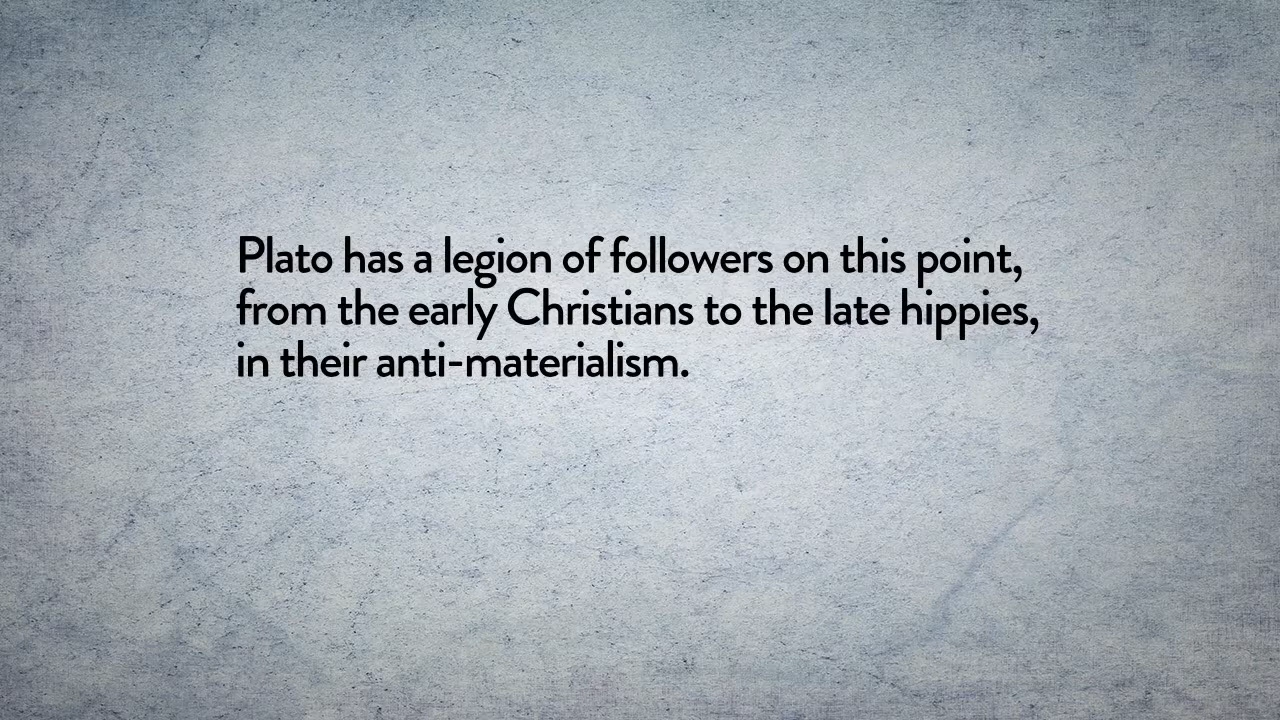 Plato has a legion of followers on this point,
from the early Christians to the late hippies,
in their anti-materialism.